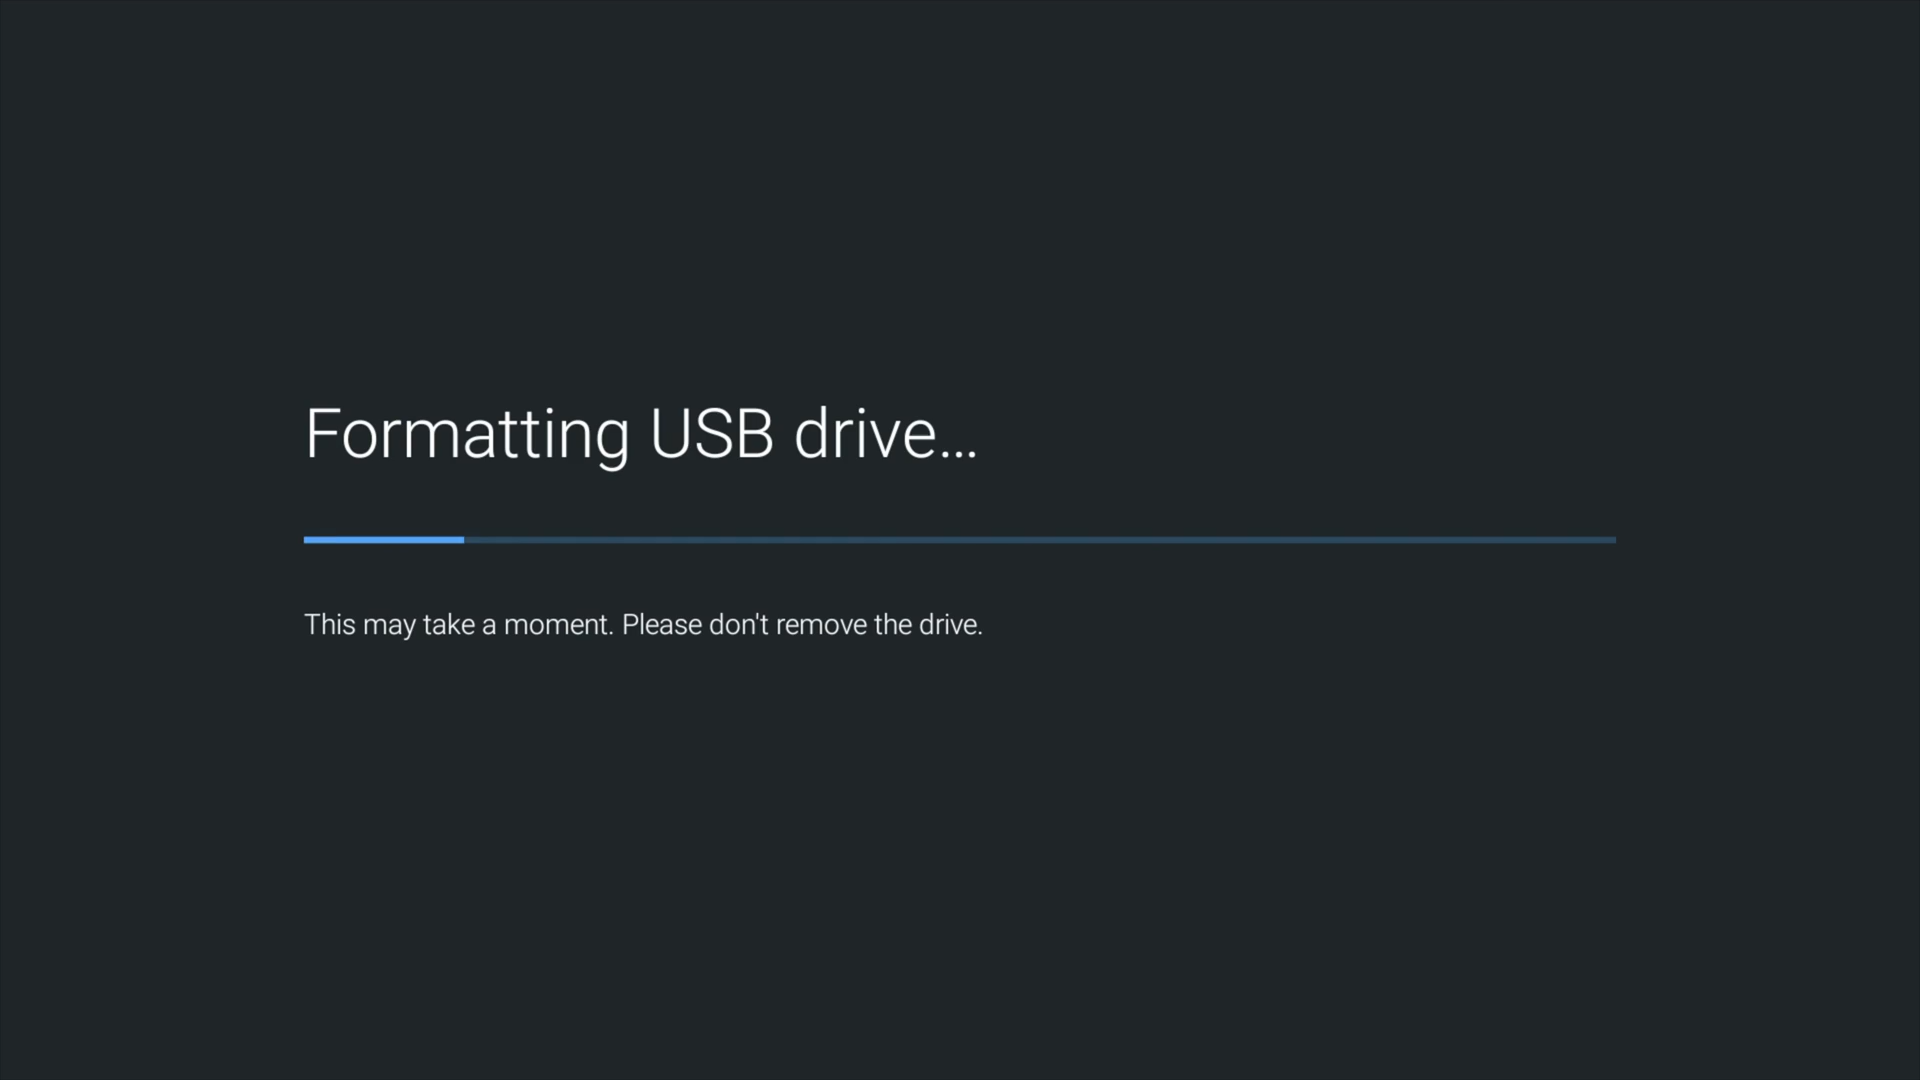 Formatting USB drive…
This may take a moment. Please don't remove the drive.